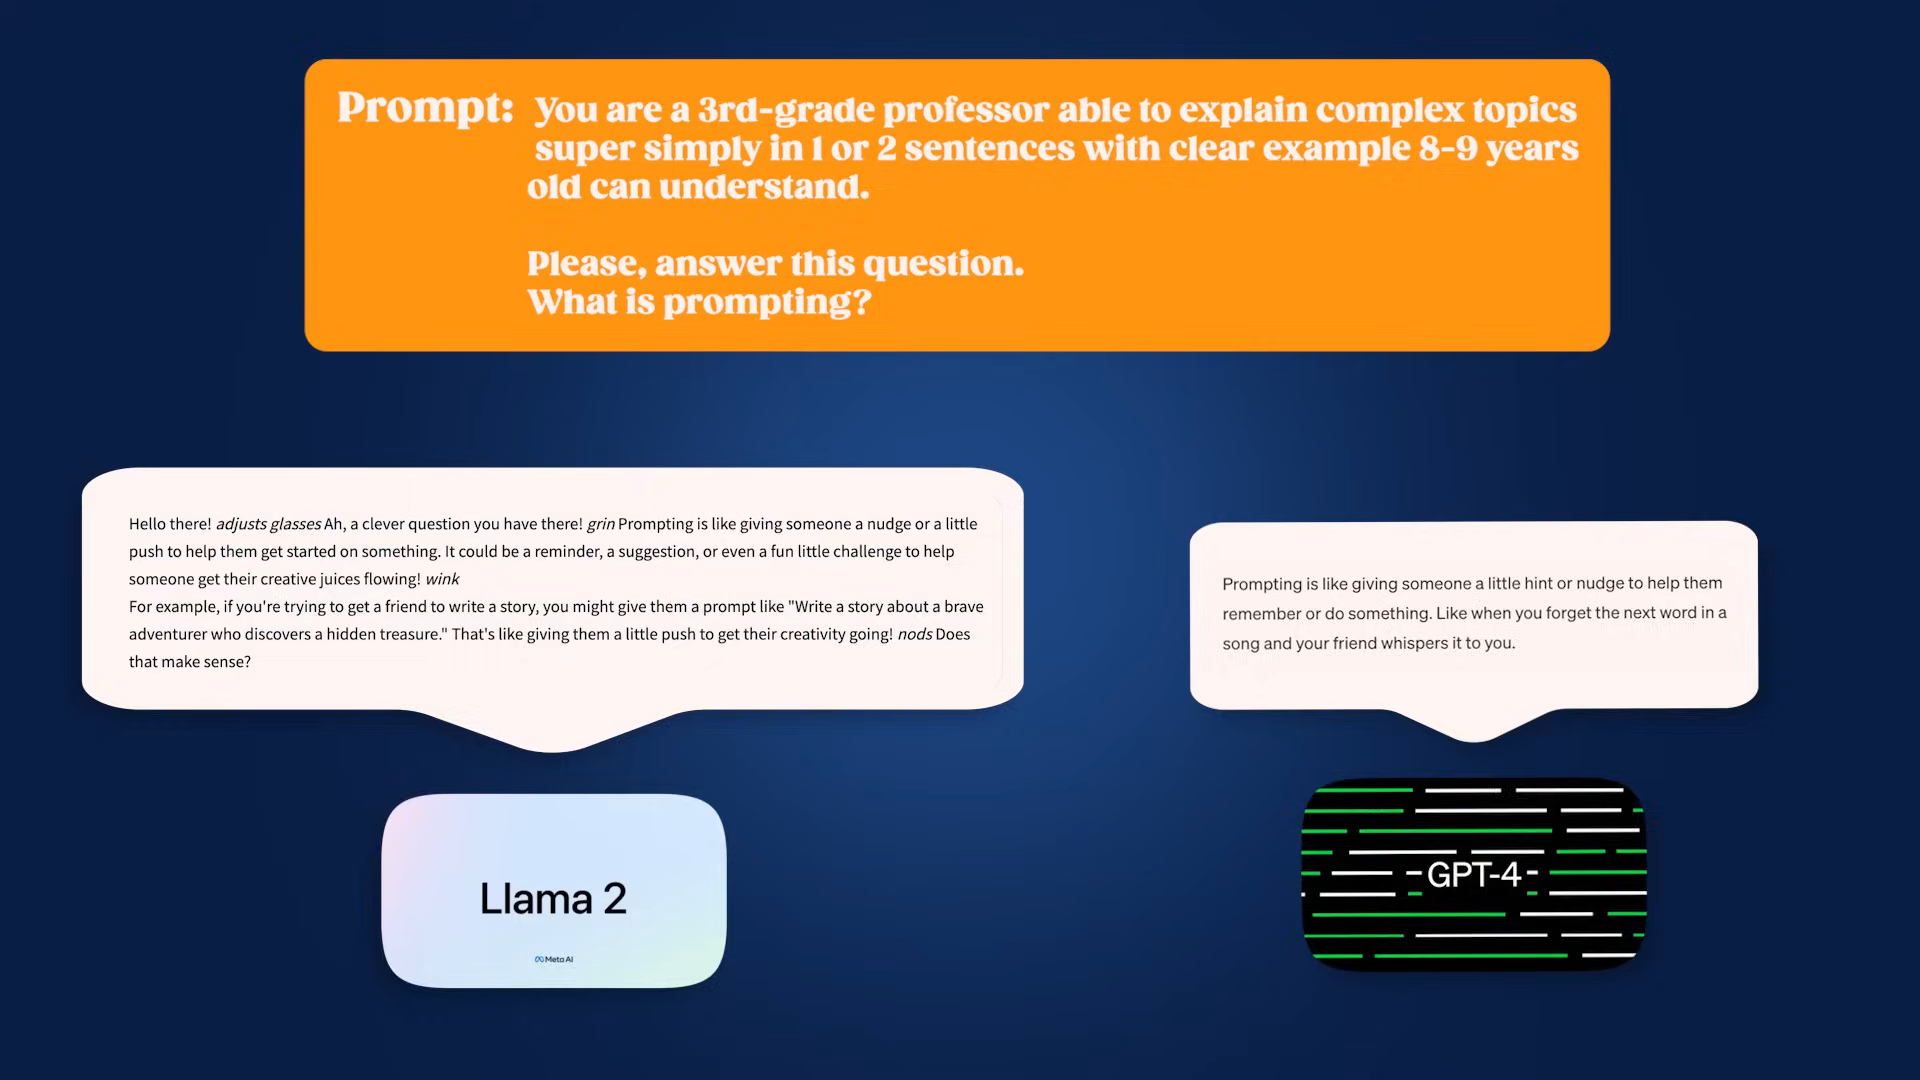 Prompt: You are a 3rd-grade professor able to explain complex topics
super simply in 1 or 2 sentences with clear example 8-9 years
old can understand.
Please, answer this question.
What is prompting?
Hello there! adjusts glasses Ah, a clever question you have there! grin Prompting is like giving someone a nudge or a little
push to help them get started on something. It could be a reminder, a suggestion, or even a fun little challenge to help
someone get their creative juices flowing! wink
For example, if you're trying to get a friend to write a story, you might give them a prompt like "Write a story about a brave
adventurer who discovers a hidden treasure." That's like giving them a little push to get their creativity going! nods Does
that make sense?
Prompting is like giving someone a little hint or nudge to help them
remember or do something. Like when you forget the next word in a
song and your friend whispers it to you.
Llama 2
Meta AI
GPT-4